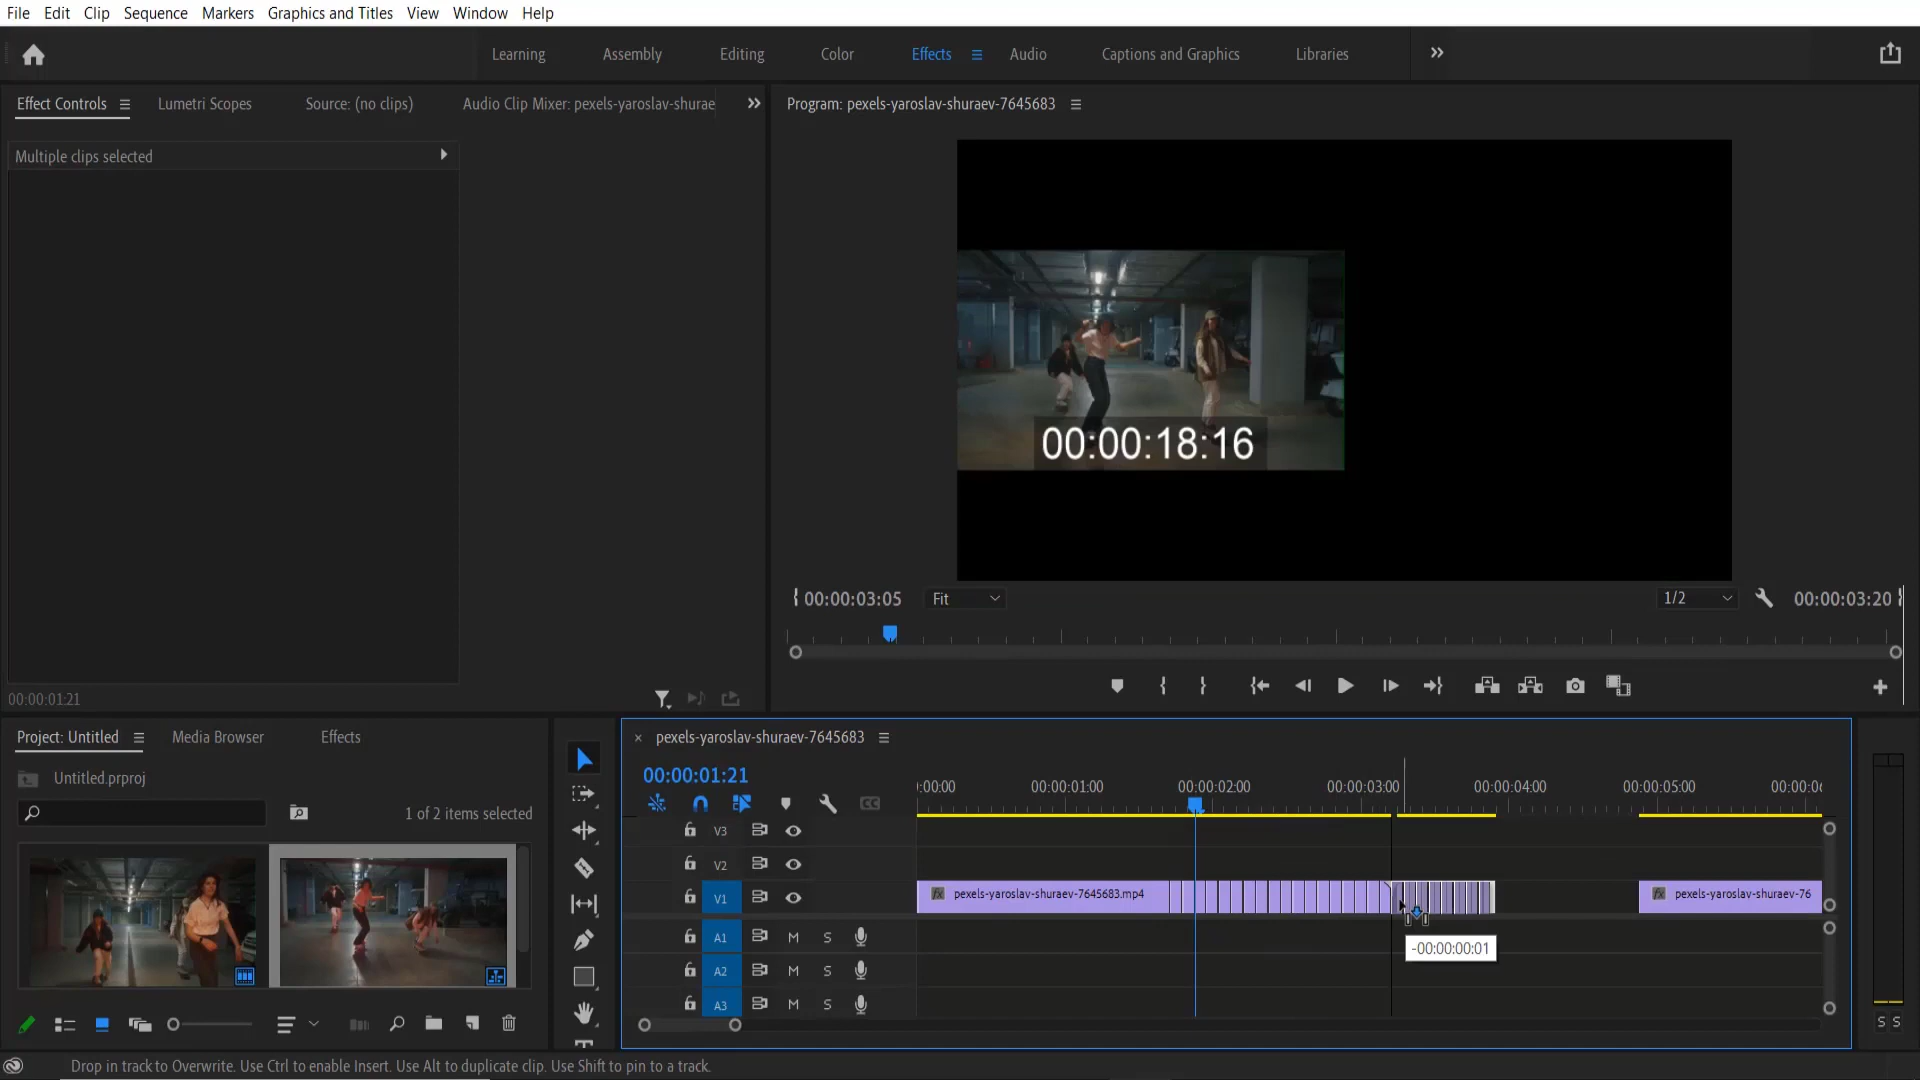 File Edit Clip Sequence Markers Graphics and Titles View Window Help
Learning Assembly Editing Color Effects Audio Captions and Graphics Libraries
Effect Controls Lumetri Scopes Source: (no clips) Audio Clip Mixer: pexels-yaroslav-shurae
Multiple clips selected
00:00:01:21
Program: pexels-yaroslav-shuraev-7645683
00:00:18:16
00:00:03:05 Fit 1/2 00:00:03:20
Project: Untitled Media Browser Effects
Untitled.prproj
1 of 2 items selected
pexels-yaroslav-shuraev-7645683
00:00:01:21
:00:00 00:00:01:00 00:00:02:00 00:00:03:00 00:00:04:00 00:00:05:00 00:00:0
V3
V2
V1 fx pexels-yaroslav-shuraev-7645683.mp4 fx pexels-yaroslav-shuraev-76
-00:00:00:01
A1 M S
A2 M S
A3 M S
S S
Drop in track to Overwrite. Use Ctrl to enable Insert. Use Alt to duplicate clip. Use Shift to pin to a track.